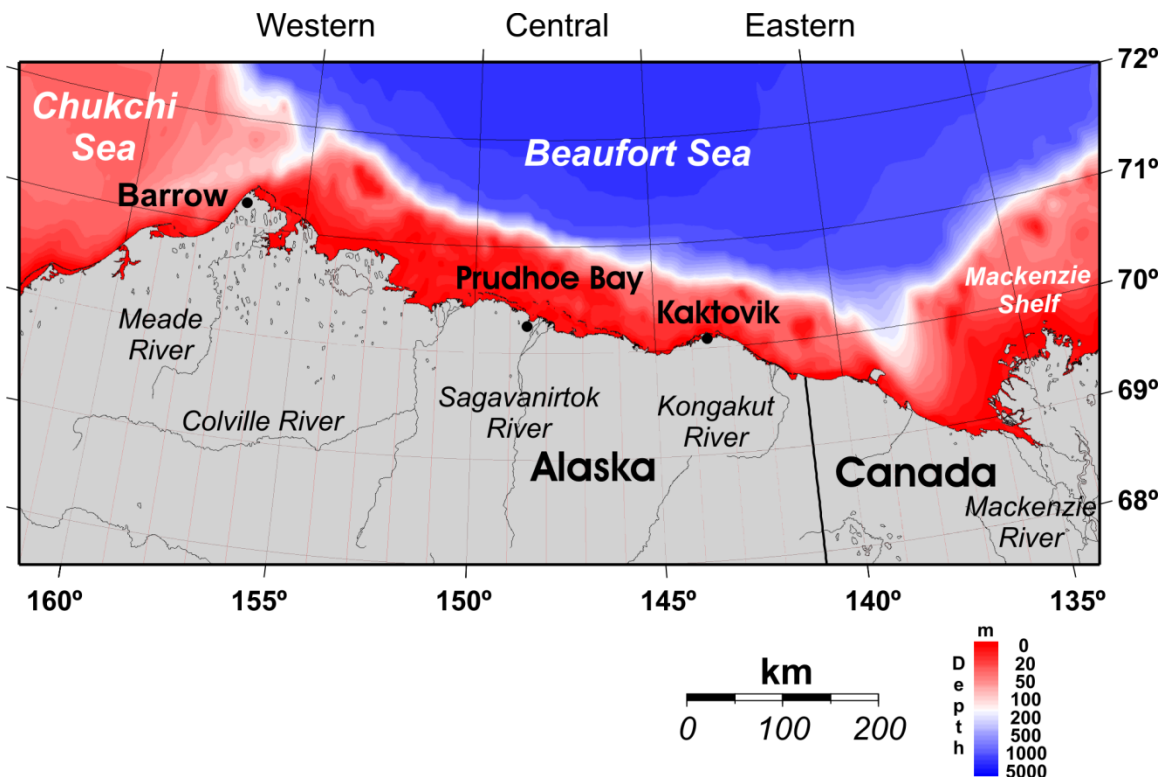 Western Central Eastern
72º
Chukchi
Sea
Beaufort Sea
71º
Barrow
Prudhoe Bay
Kaktovik
Mackenzie
Shelf
70º
Meade
River
69º
Colville River
Sagavanirtok
River
Kongakut
River
Alaska
Canada
Mackenzie
River
68º
160º 155º 150º 145º 140º 135º
km
0 100 200
Depth
m
0
20
50
100
200
500
1000
5000